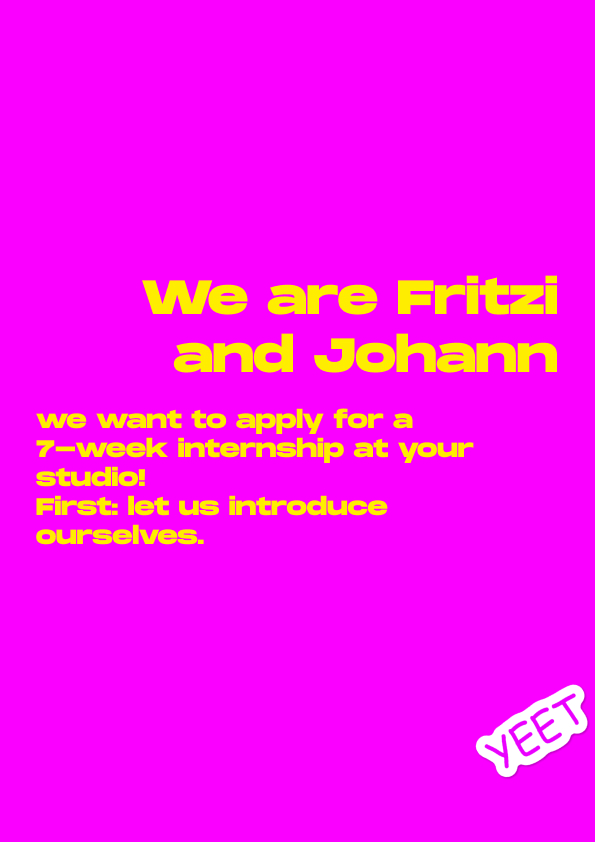 We are Fritzi
and Johann
we want to apply for a
7-week internship at your
studio!
First: let us introduce
ourselves.
YEET